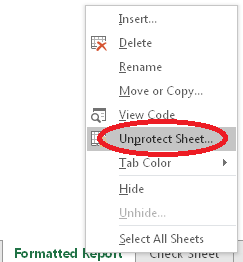 Insert...
Delete
Rename
Move or Copy...
View Code
Unprotect Sheet...
Tab Color
Hide
Unhide...
Select All Sheets
Formatted Report Check Sheet